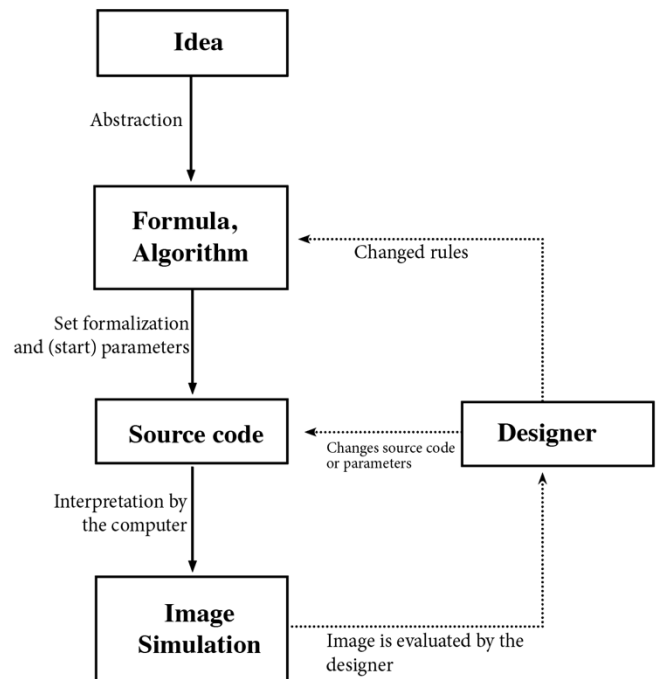 Idea
Abstraction
Formula,
Algorithm
Changed rules
Set formalization
and (start) parameters
Source code
Changes source code
or parameters
Designer
Interpretation by
the computer
Image
Simulation
Image is evaluated by the
designer